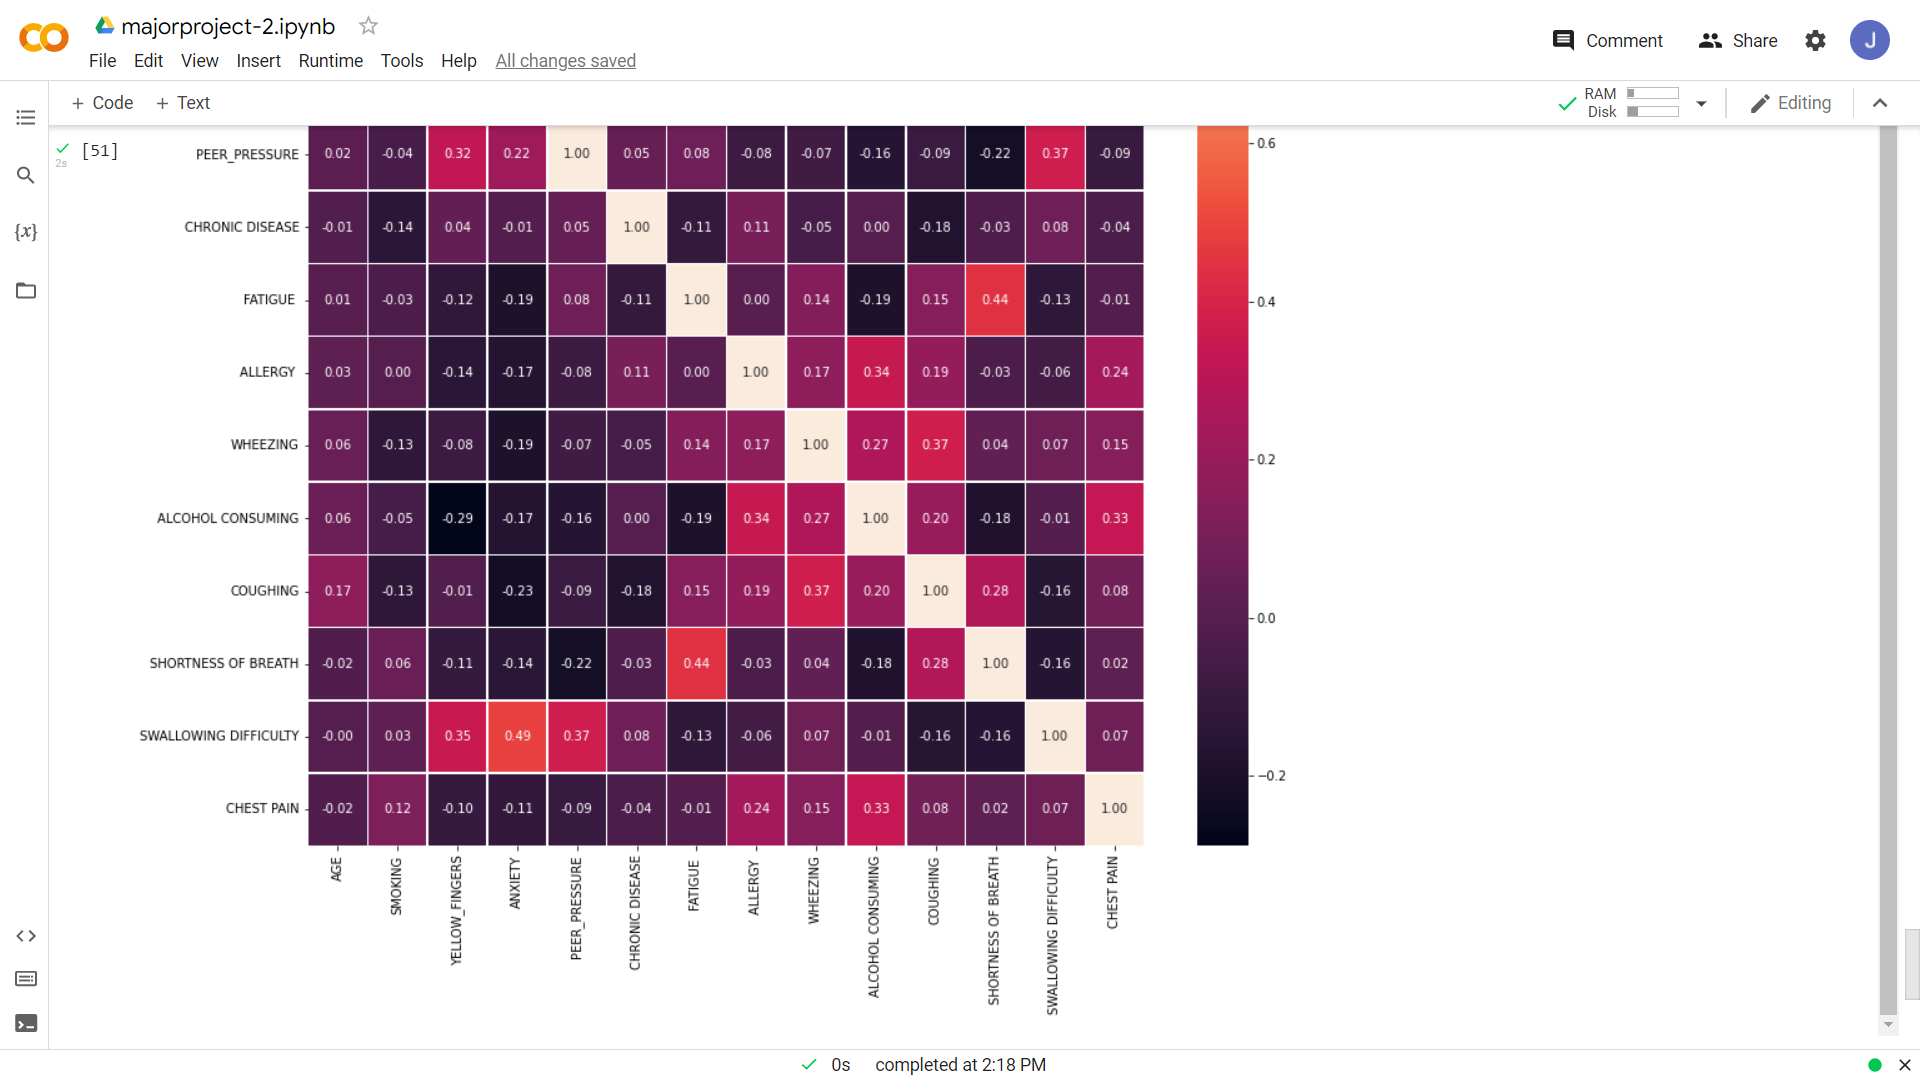 majorproject-2.ipynb
File Edit View Insert Runtime Tools Help All changes saved
Comment Share J
+ Code + Text
RAM
Disk
Editing
[51]
2s
{x}
PEER_PRESSURE 0.02 -0.04 0.32 0.22 1.00 0.05 0.08 -0.08 -0.07 -0.16 -0.09 -0.22 0.37 -0.09
CHRONIC DISEASE -0.01 -0.14 0.04 -0.01 0.05 1.00 -0.11 0.11 -0.05 0.00 -0.18 -0.03 0.08 -0.04
FATIGUE 0.01 -0.03 -0.12 -0.19 0.08 -0.11 1.00 0.00 0.14 -0.19 0.15 0.44 -0.13 -0.01
ALLERGY 0.03 0.00 -0.14 -0.17 -0.08 0.11 0.00 1.00 0.17 0.34 0.19 -0.03 -0.06 0.24
WHEEZING 0.06 -0.13 -0.08 -0.19 -0.07 -0.05 0.14 0.17 1.00 0.27 0.37 0.04 0.07 0.15
ALCOHOL CONSUMING 0.06 -0.05 -0.29 -0.17 -0.16 0.00 -0.19 0.34 0.27 1.00 0.20 -0.18 -0.01 0.33
COUGHING 0.17 -0.13 -0.01 -0.23 -0.09 -0.18 0.15 0.19 0.37 0.20 1.00 0.28 -0.16 0.08
SHORTNESS OF BREATH -0.02 0.06 -0.11 -0.14 -0.22 -0.03 0.44 -0.03 0.04 -0.18 0.28 1.00 -0.16 0.02
SWALLOWING DIFFICULTY -0.00 0.03 0.35 0.49 0.37 0.08 -0.13 -0.06 0.07 -0.01 -0.16 -0.16 1.00 0.07
CHEST PAIN -0.02 0.12 -0.10 -0.11 -0.09 -0.04 -0.01 0.24 0.15 0.33 0.08 0.02 0.07 1.00
AGE
SMOKING
YELLOW_FINGERS
ANXIETY
PEER_PRESSURE
CHRONIC DISEASE
FATIGUE
ALLERGY
WHEEZING
ALCOHOL CONSUMING
COUGHING
SHORTNESS OF BREATH
SWALLOWING DIFFICULTY
CHEST PAIN
0.6
0.4
0.2
0.0
−0.2
0s completed at 2:18 PM